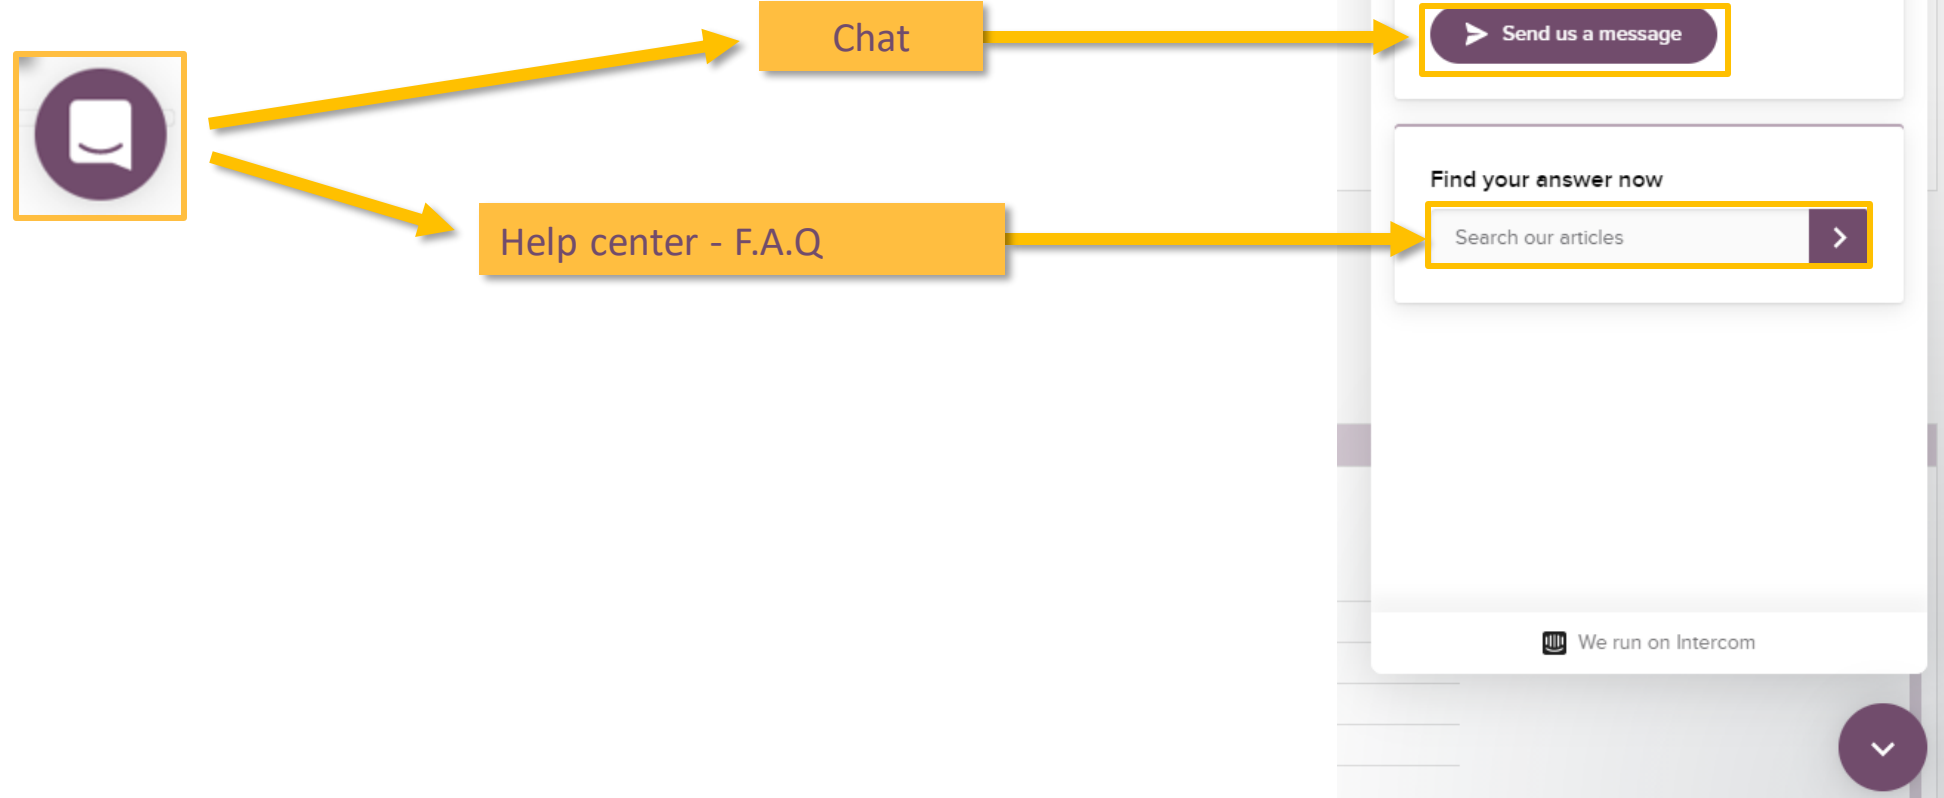 Chat
Send us a message
Find your answer now
Help center - F.A.Q
Search our articles
We run on Intercom